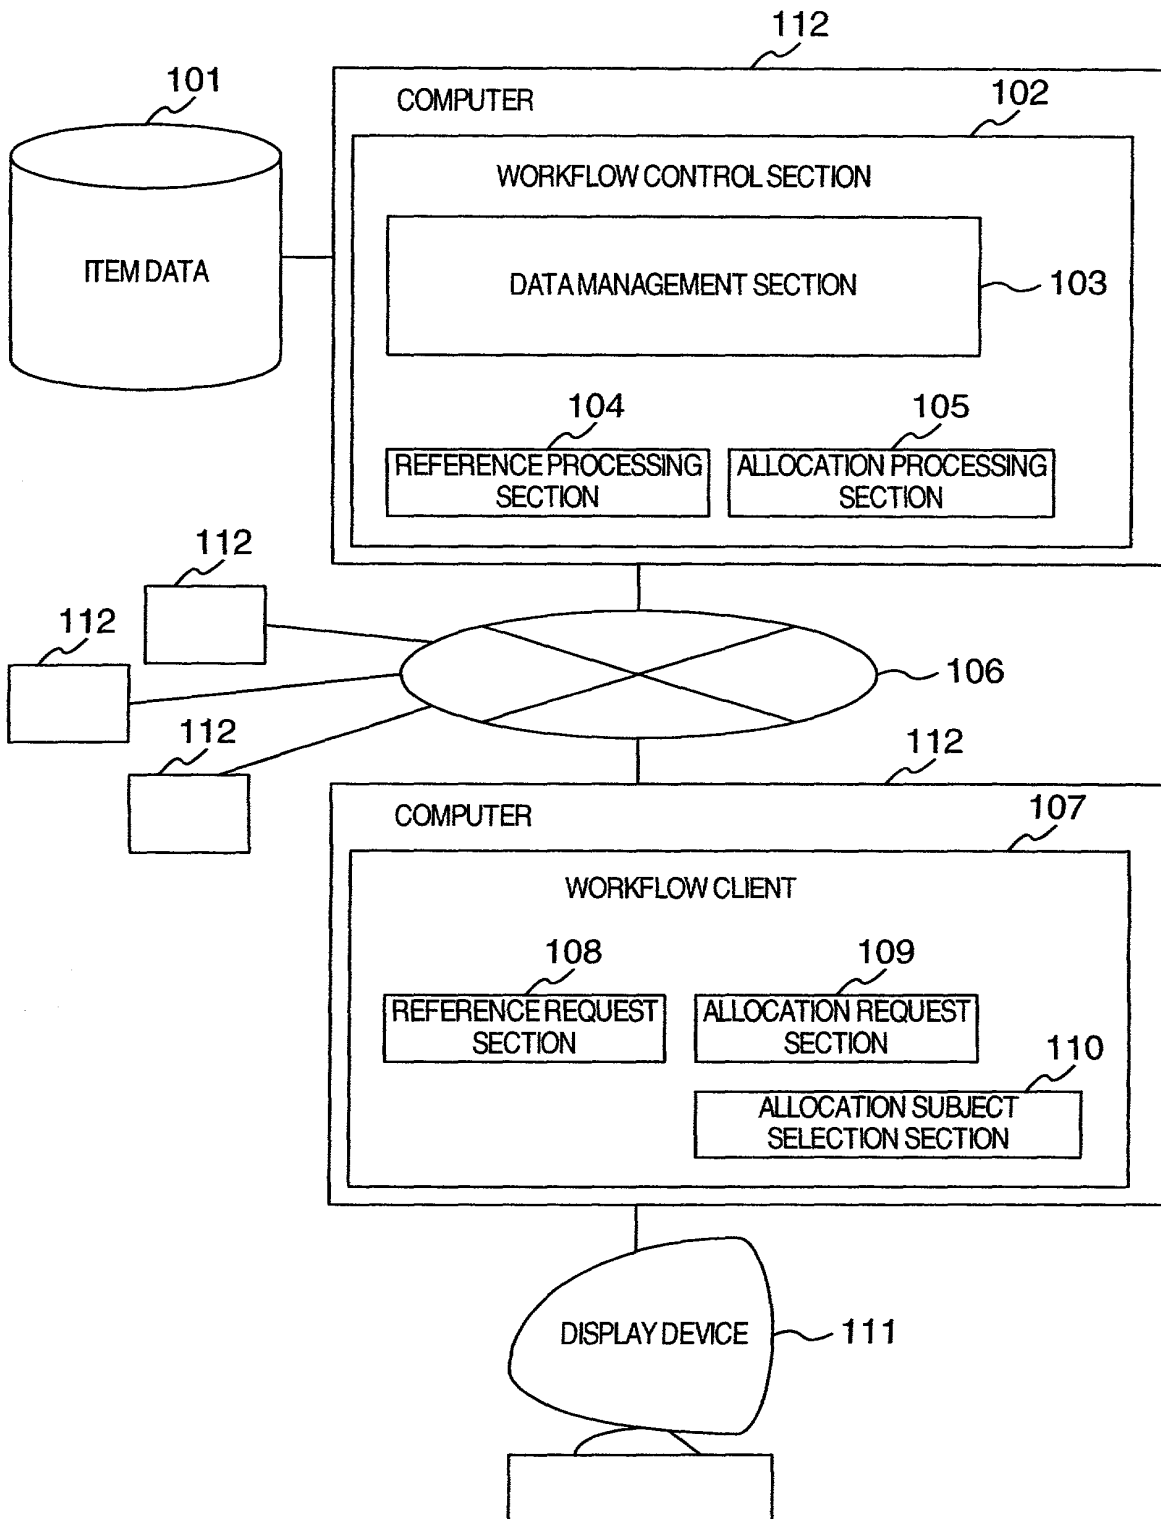 112
101
COMPUTER
102
WORKFLOW CONTROL SECTION
ITEM DATA
DATA MANAGEMENT SECTION
103
104
105
REFERENCE PROCESSING
SECTION
ALLOCATION PROCESSING
SECTION
112
112
106
112
112
COMPUTER
107
WORKFLOW CLIENT
108
109
REFERENCE REQUEST
SECTION
ALLOCATION REQUEST
SECTION
110
ALLOCATION SUBJECT
SELECTION SECTION
DISPLAY DEVICE
111